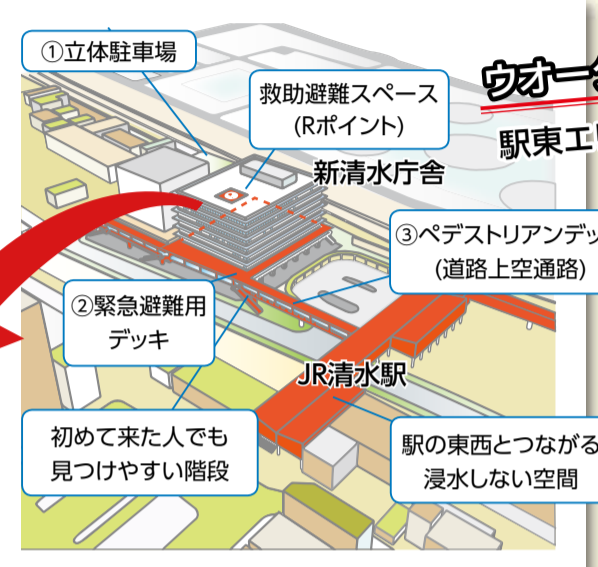 ①立体駐車場
救助避難スペース
(Rポイント)
ウオー
駅東エ
新清水庁舎
③ペデストリアンデッ
(道路上空通路)
②緊急避難用
デッキ
JR清水駅
初めて来た人でも
見つけやすい階段
駅の東西とつながる
浸水しない空間